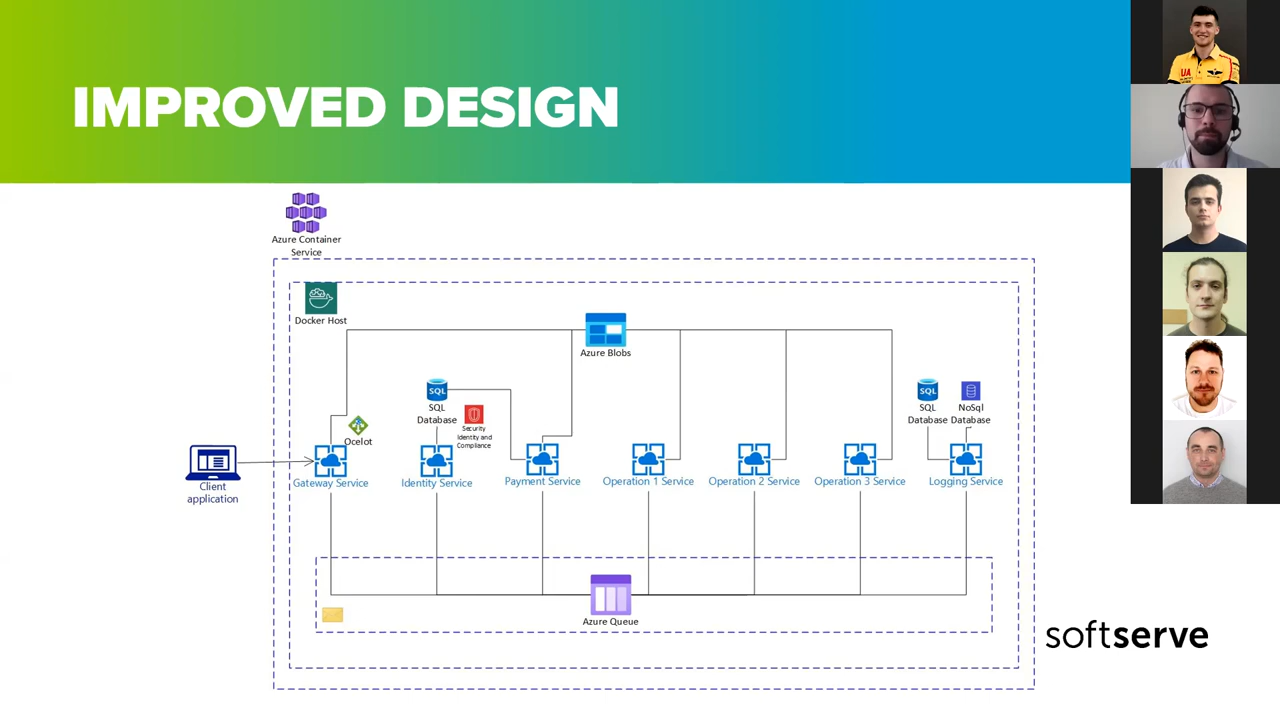 IMPROVED DESIGN
Azure Container
Service
Docker Host
Azure Blobs
SQL
SQL
Database
Security
Identity and
Compliance
Ocelot
SQL
SQL
Database
NoSql
Database
Client
application
Gateway Service
Identity Service
Payment Service
Operation 1 Service
Operation 2 Service
Operation 3 Service
Logging Service
Azure Queue
UA
softserve